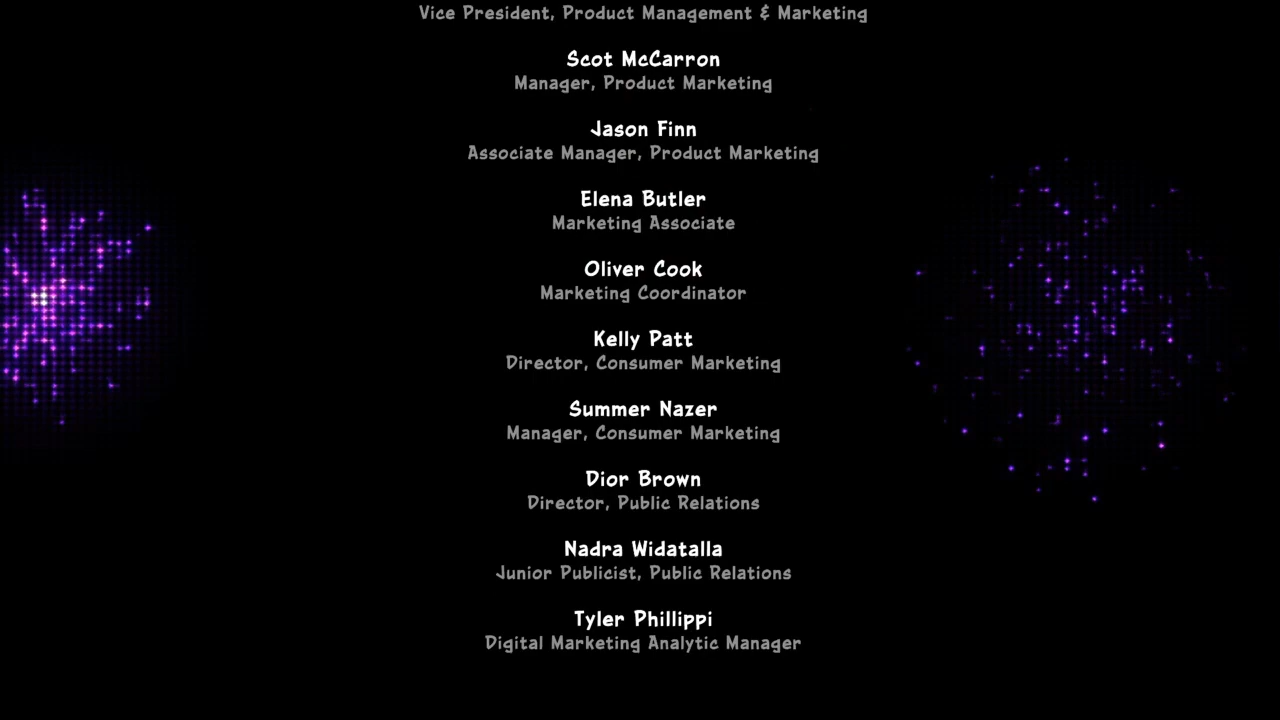 Vice President, Product Management & Marketing
Scot McCarron
Manager, Product Marketing
Jason Finn
Associate Manager, Product Marketing
Elena Butler
Marketing Associate
Oliver Cook
Marketing Coordinator
Kelly Patt
Director, Consumer Marketing
Summer Nazer
Manager, Consumer Marketing
Dior Brown
Director, Public Relations
Nadra Widatalla
Junior Publicist, Public Relations
Tyler Phillippi
Digital Marketing Analytic Manager